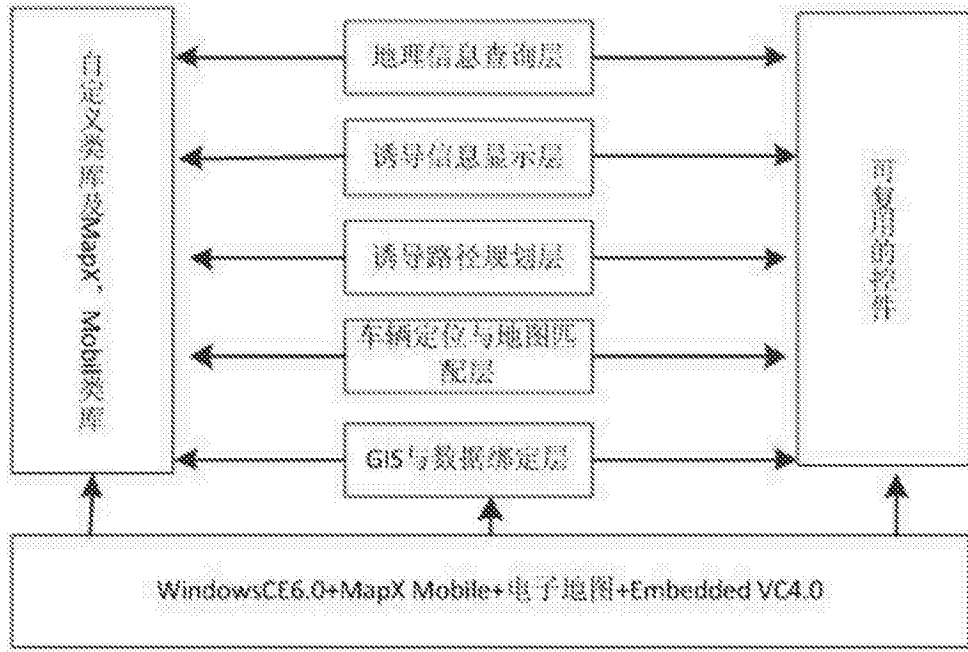 地理信息查询层
诱导信息显示层
诱导路径规划层
车辆定位与地图匹
配层
GIS与数据绑定层
自定义类库与MapX Mobil类库
可复用的控件
WindowsCE6.0+MapX Mobile+电子地图+Embedded VC4.0